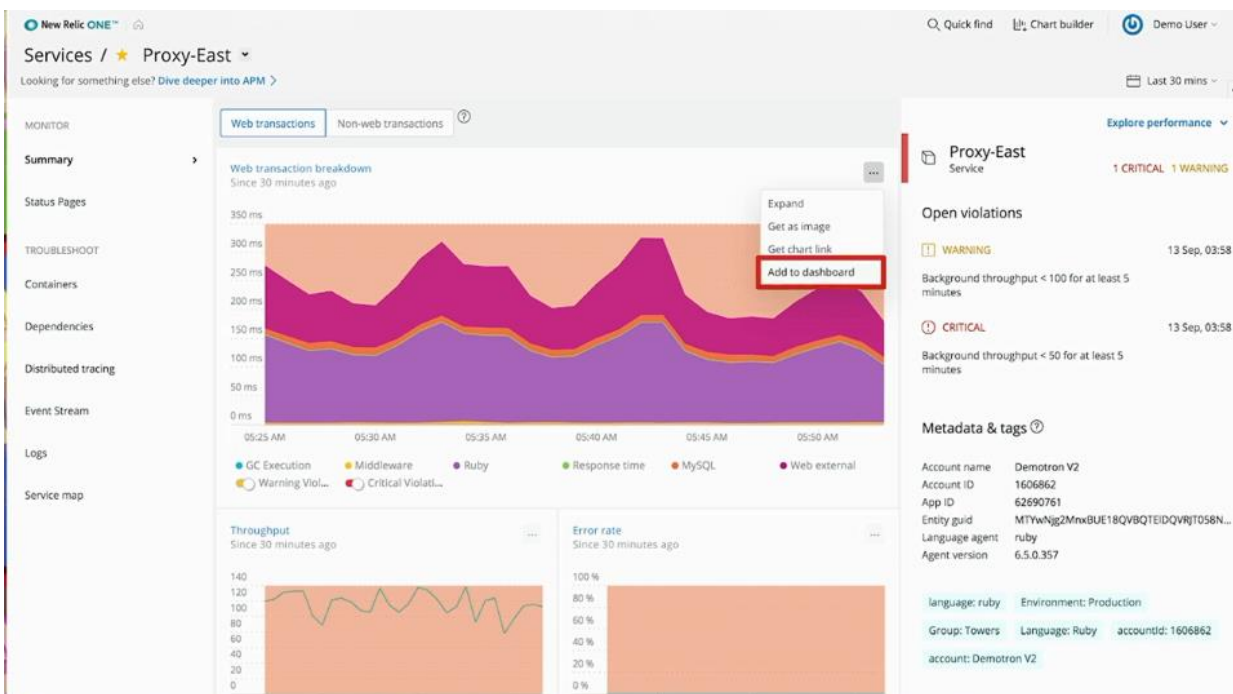 New Relic ONE™
Quick find
Chart builder
Demo User
Services / ★ Proxy-East
Looking for something else? Dive deeper into APM >
Last 30 mins
MONITOR
Summary
Status Pages
TROUBLESHOOT
Containers
Dependencies
Distributed tracing
Event Stream
Logs
Service map
Web transactions
Non-web transactions
Web transaction breakdown
Since 30 minutes ago
...
Expand
Get as image
Get chart link
Add to dashboard
350 ms
300 ms
250 ms
200 ms
150 ms
100 ms
50 ms
0 ms
05:25 AM 05:30 AM 05:35 AM 05:40 AM 05:45 AM 05:50 AM
GC Execution Middleware Ruby Response time MySQL Web external
Warning Viol... Critical Violati...
Throughput
Since 30 minutes ago
...
140
120
100
80
60
40
20
0
Error rate
Since 30 minutes ago
...
100 %
80 %
60 %
40 %
20 %
0 %
Explore performance
Proxy-East
Service
1 CRITICAL 1 WARNING
Open violations
WARNING 13 Sep, 03:58
Background throughput < 100 for at least 5
minutes
CRITICAL 13 Sep, 03:58
Background throughput < 50 for at least 5
minutes
Metadata & tags
Account name Demotron V2
Account ID 1606862
App ID 62690761
Entity guid
Language agent ruby
Agent version 6.5.0.357
language: ruby Environment: Production
Group: Towers Language: Ruby accountId: 1606862
account: Demotron V2